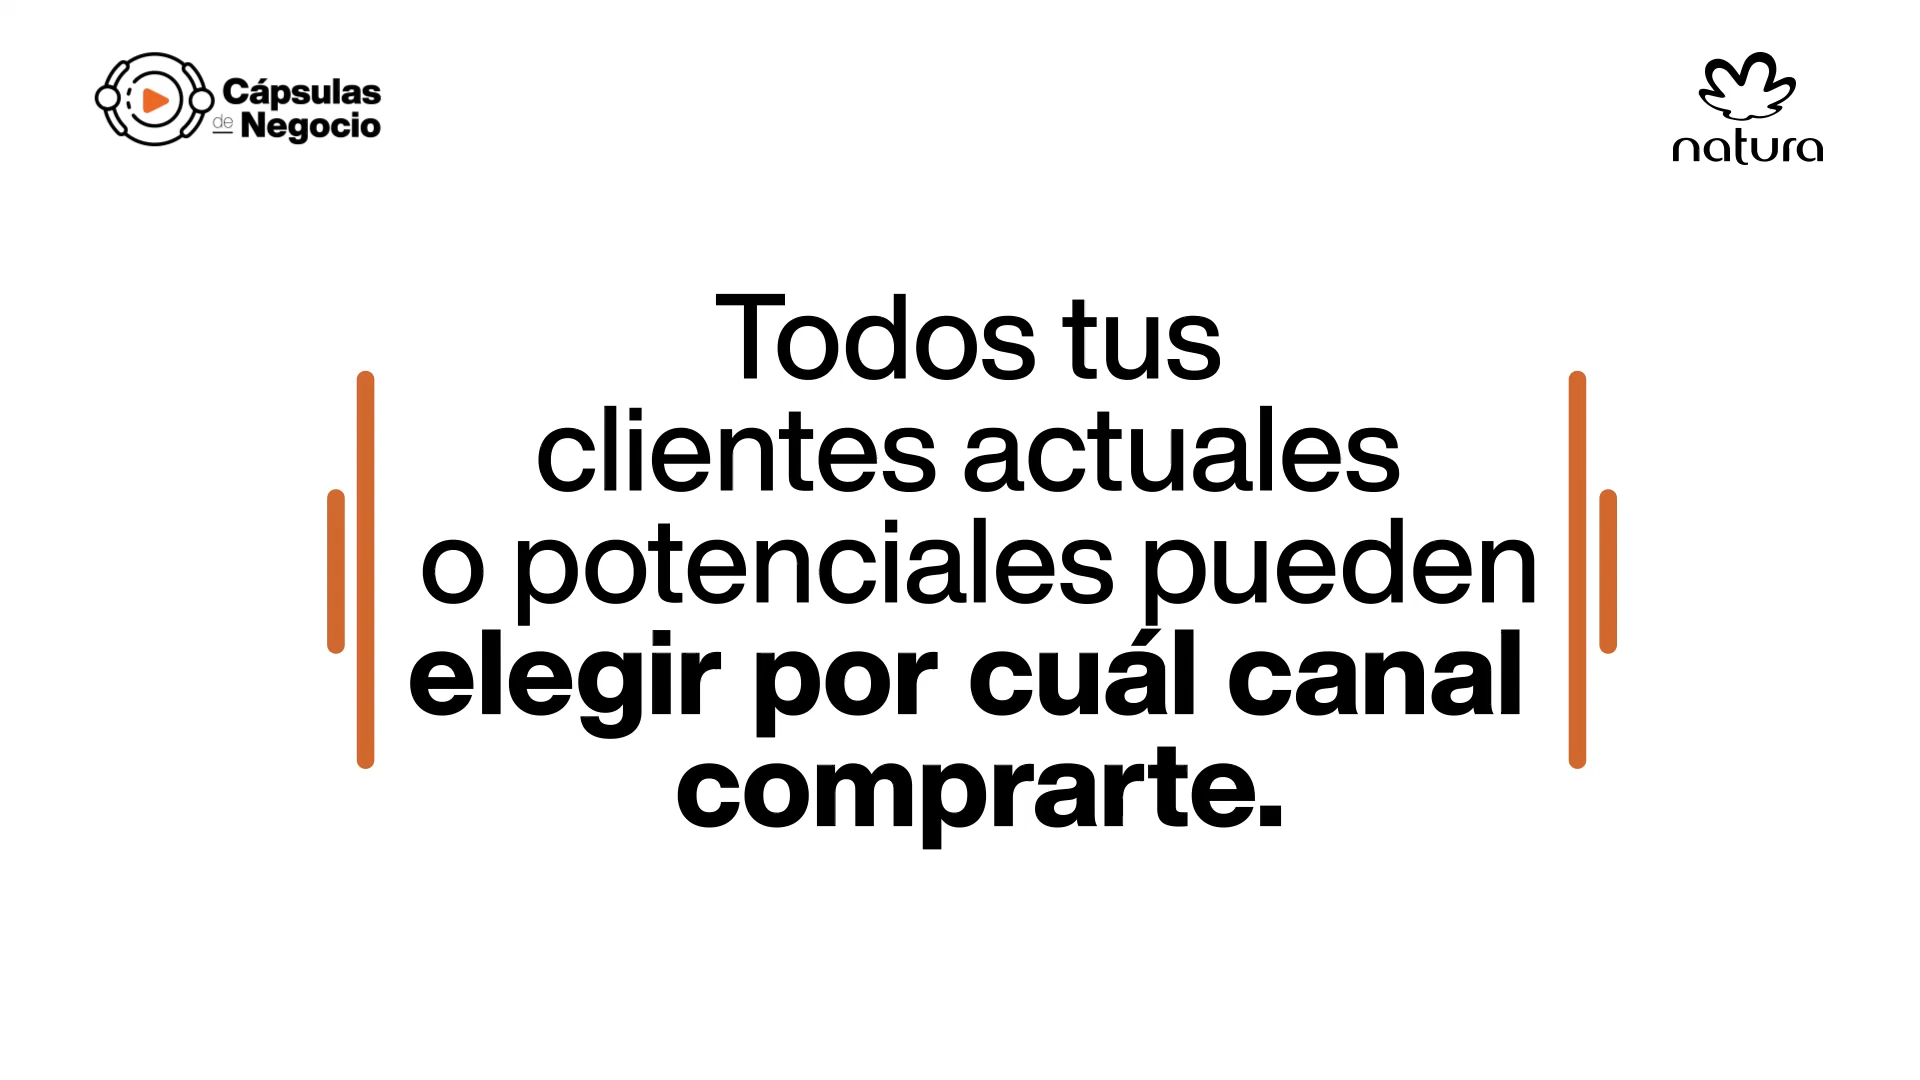 Cápsulas
de Negocio
natura
Todos tus
clientes actuales
o potenciales pueden
elegir por cuál canal
comprarte.